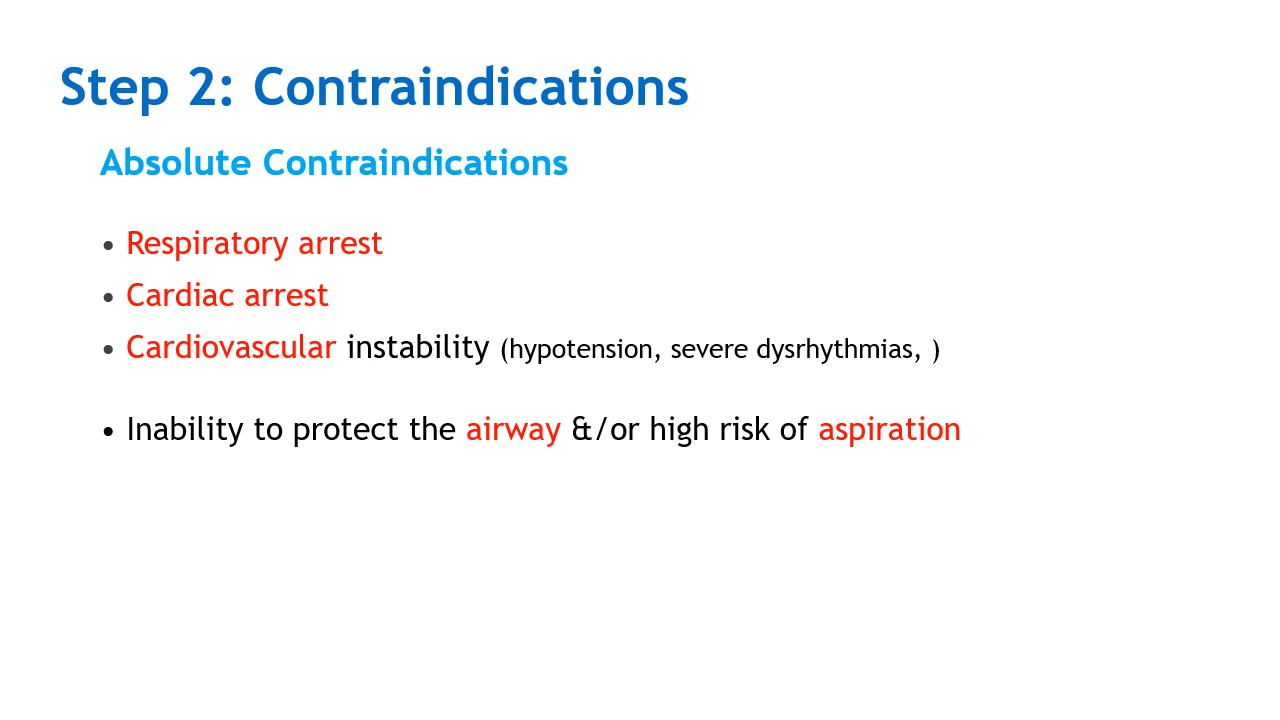 Step 2: Contraindications
Absolute Contraindications
• Respiratory arrest
• Cardiac arrest
• Cardiovascular instability (hypotension, severe dysrhythmias, )
• Inability to protect the airway &/or high risk of aspiration